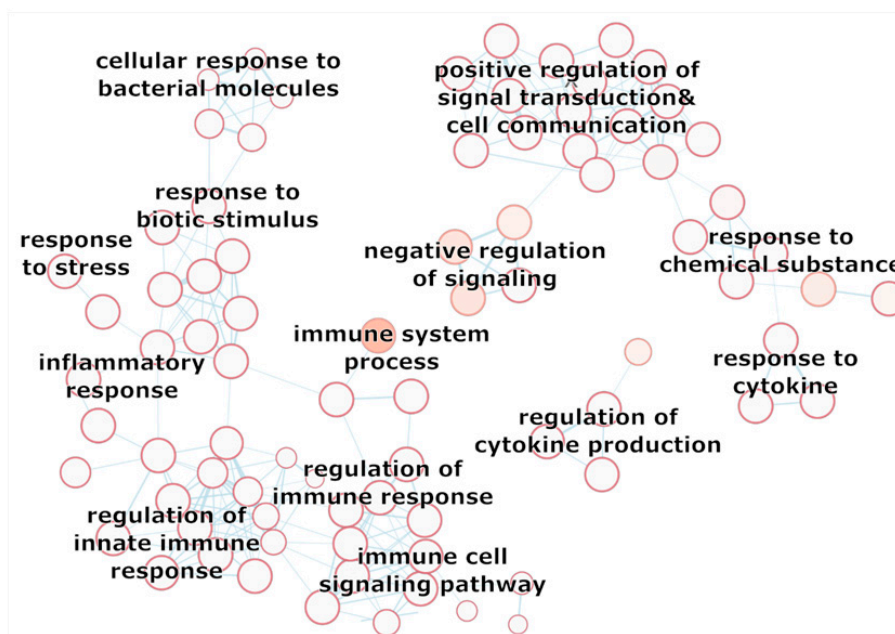 cellular response to
bacterial molecules
positive regulation of
signal transduction&
cell communication
response to
biotic stimulus
response
to stress
negative regulation
of signaling
response to
chemical substance
immune system
process
inflammatory
response
response to
cytokine
regulation of
cytokine production
regulation of
immune response
regulation of
innate immune
response
immune cell
signaling pathway